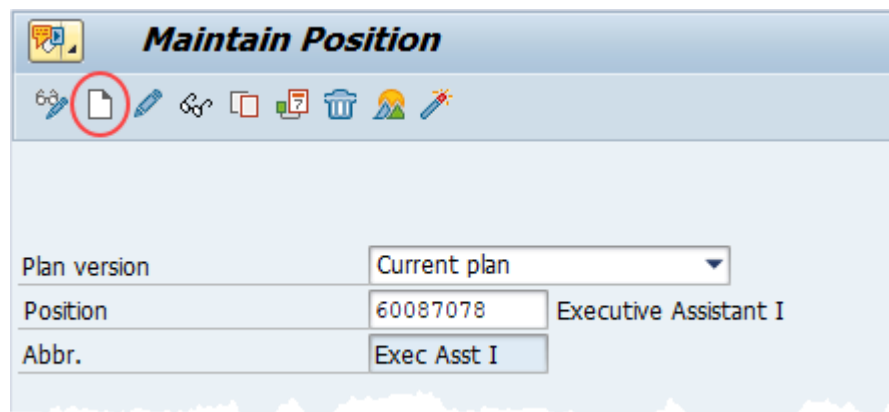 Maintain Position
Plan version Current plan
Position 60087078 Executive Assistant I
Abbr. Exec Asst I